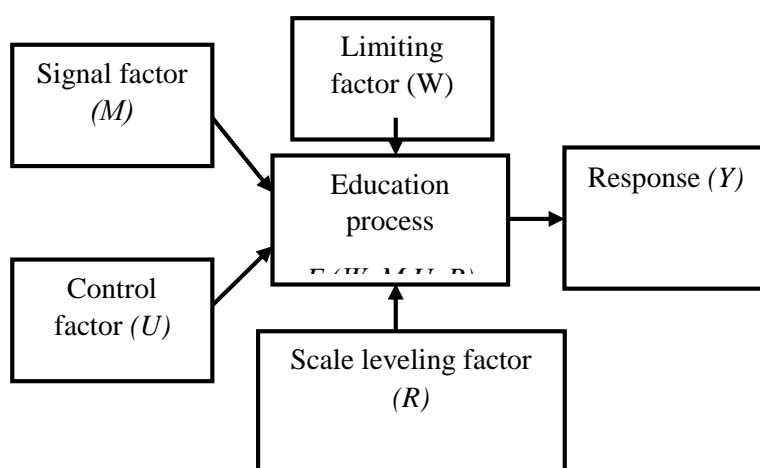 Limiting
factor (W)
Signal factor
(M)
Education
process
Response (Y)
Control
factor (U)
Scale leveling factor
(R)